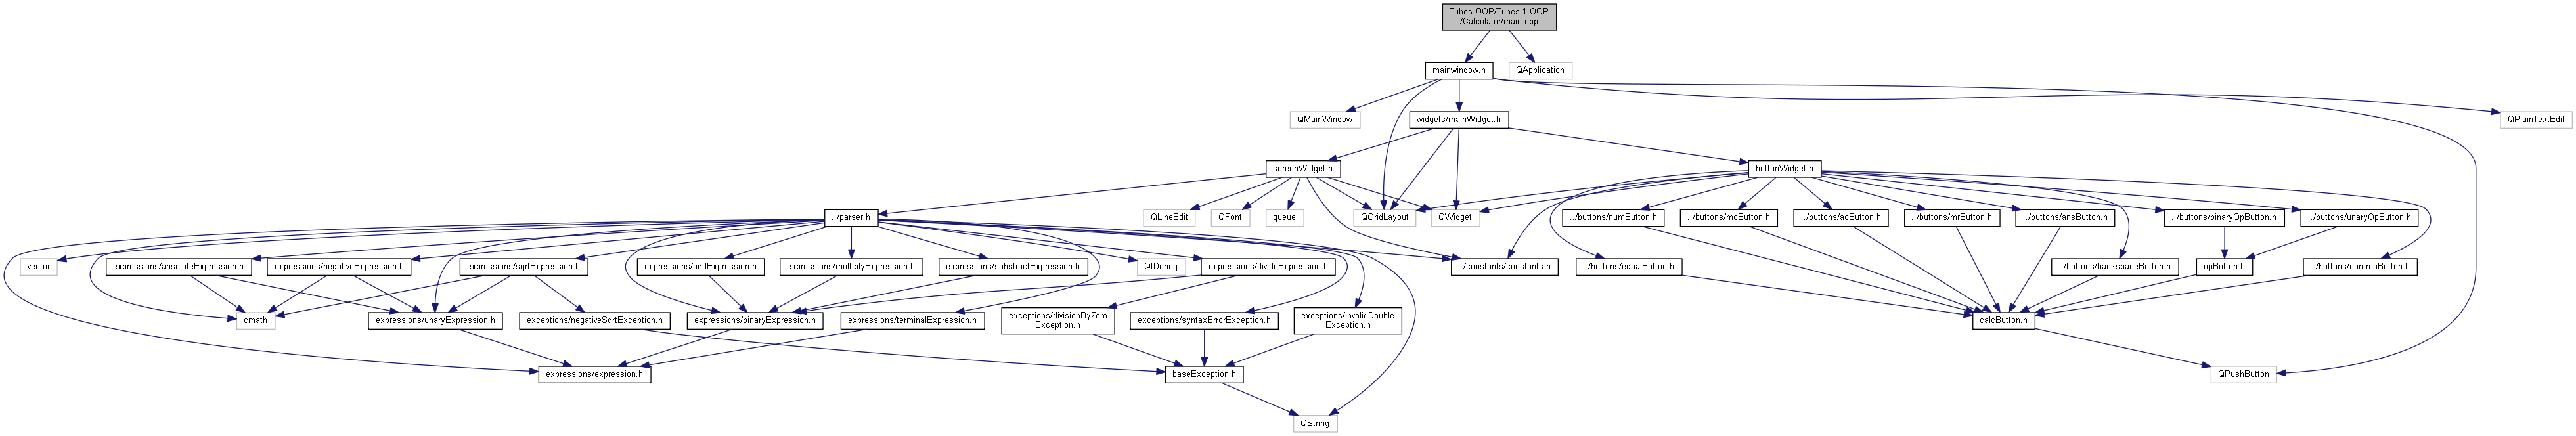 Tubes OOP/Tubes-1-OOP
/Calculator/main.cpp
mainwindow.h
QApplication
QMainWindow
widgets/mainWidget.h
QPlainTextEdit
screenWidget.h
buttonWidget.h
../parser.h
QLineEdit
QFont
queue
QGridLayout
QWidget
../buttons/numButton.h
../buttons/mcButton.h
../buttons/acButton.h
../buttons/mrButton.h
../buttons/ansButton.h
../buttons/binaryOpButton.h
../buttons/unaryOpButton.h
vector
expressions/absoluteExpression.h
expressions/negativeExpression.h
expressions/sqrtExpression.h
expressions/addExpression.h
expressions/multiplyExpression.h
expressions/substractExpression.h
QtDebug
expressions/divideExpression.h
../constants/constants.h
../buttons/equalButton.h
../buttons/backspaceButton.h
opButton.h
../buttons/commaButton.h
cmath
expressions/unaryExpression.h
exceptions/negativeSqrtException.h
expressions/binaryExpression.h
expressions/terminalExpression.h
exceptions/divisionByZero
Exception.h
exceptions/syntaxErrorException.h
exceptions/invalidDouble
Exception.h
calcButton.h
expressions/expression.h
baseException.h
QPushButton
QString